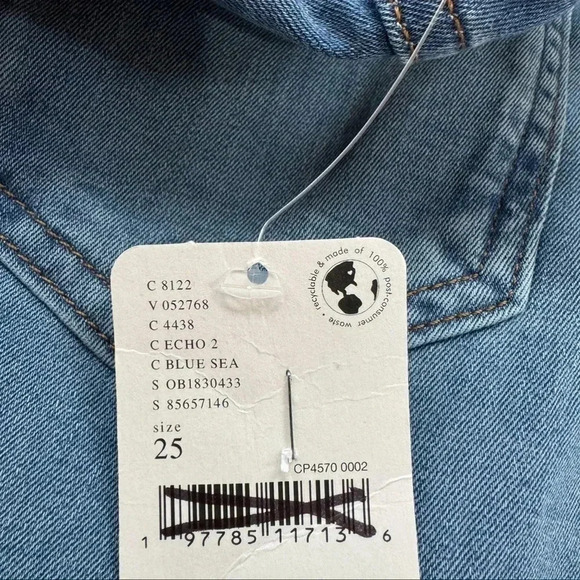 C 8122
V 052768
C 4438
C ECHO 2
C BLUE SEA
S OB1830433
S 85657146
size
25
recyclable & made of 100% post-consumer waste •
CP4570 0002
1 97785 11713 6